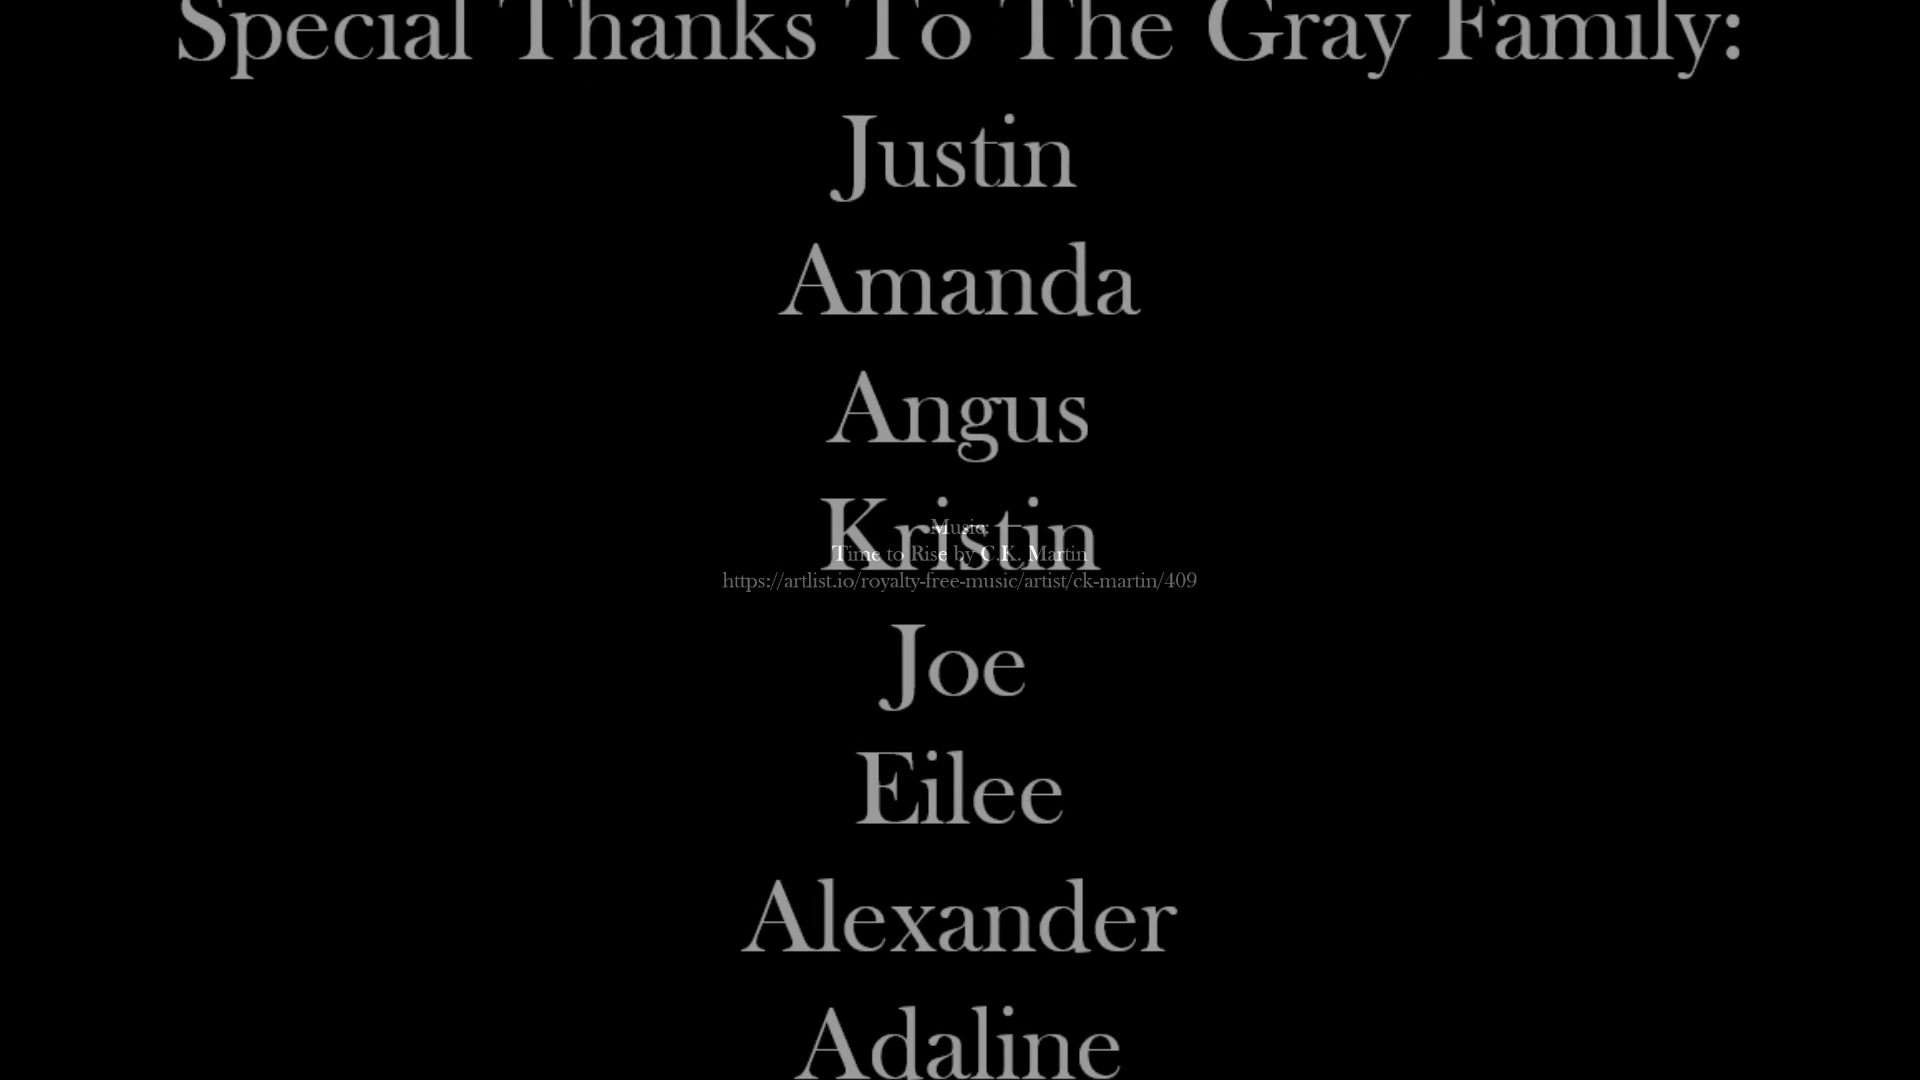 Special Thanks To The Gray Family:
Justin
Amanda
Angus
Kristin
Music:
Time to Rise by C.K. Martin
https://artlist.io/royalty-free-music/artist/ck-martin/409
Joe
Eilee
Alexander
Adaline